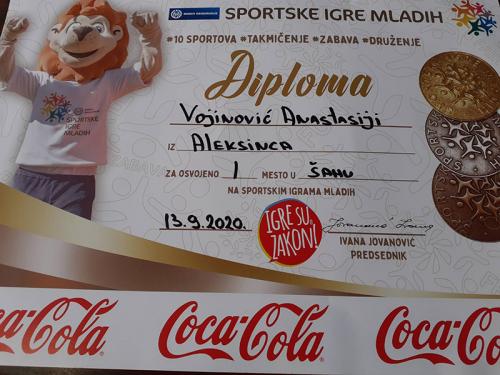 SPORTSKE IGRE MLADIH
#10 SPORTOVA #TAKMIČENJE #ZABAVA #DRUŽENJE
Diploma
Vojinović Anastasiji
IZ Aleksinca
ZA OSVOJENO I MESTO U ŠAHU
NA SPORTSKIM IGRAMA MLADIH
13.9.2020.
IGRE SU
ZAKON!
IVANA JOVANOVIĆ
PREDSEDNIK
SPORTSKE
IGRE
MLADIH
ZABAVA
Coca-Cola
Coca-Cola
Coca-Co